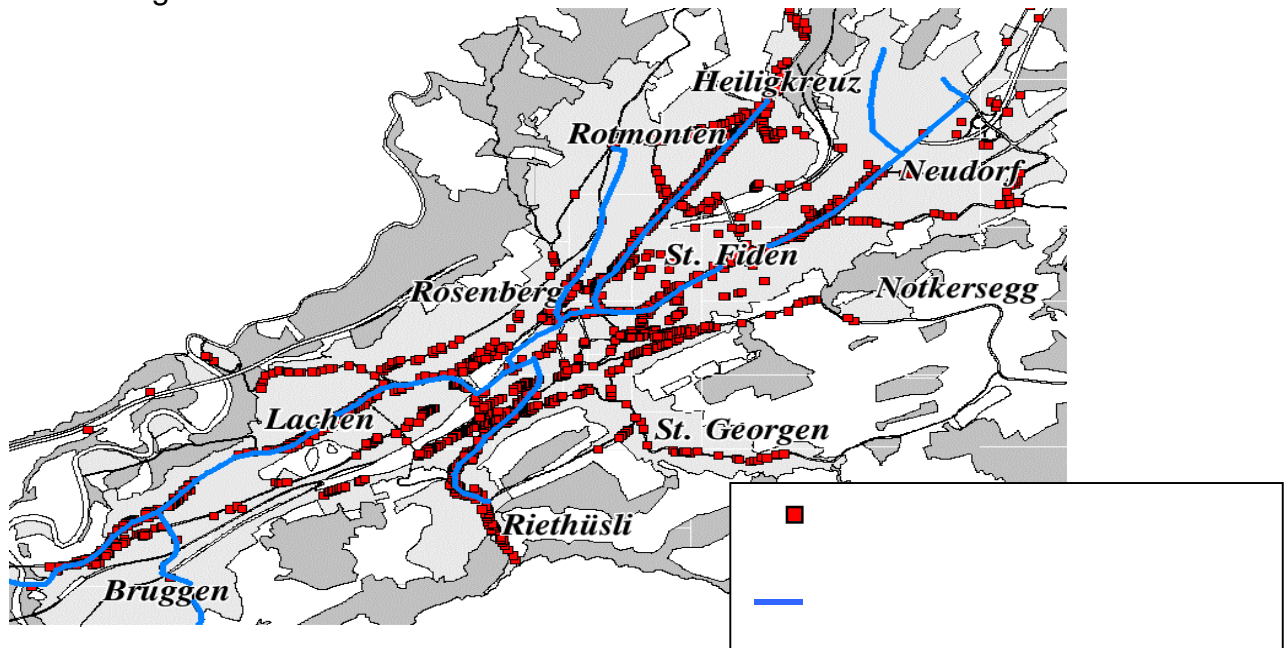 Heiligkreuz
Rotmonten
Neudorf
St. Fiden
Rosenberg
Notkersegg
Lachen
St. Georgen
Riethüsli
Bruggen